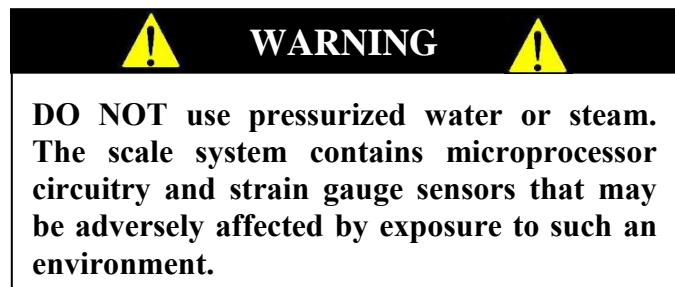 WARNING
DO NOT use pressurized water or steam.
The scale system contains microprocessor
circuitry and strain gauge sensors that may
be adversely affected by exposure to such an
environment.